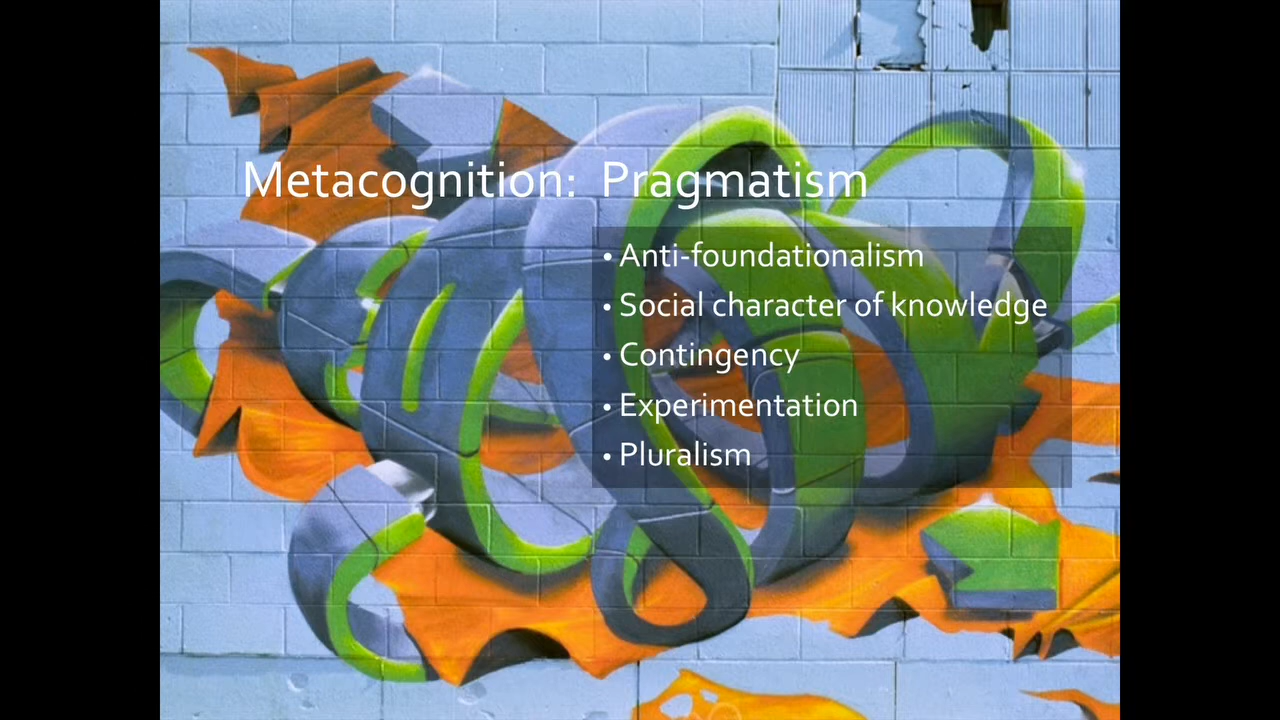 Metacognition: Pragmatism
• Anti-foundationalism
• Social character of knowledge
• Contingency
• Experimentation
• Pluralism